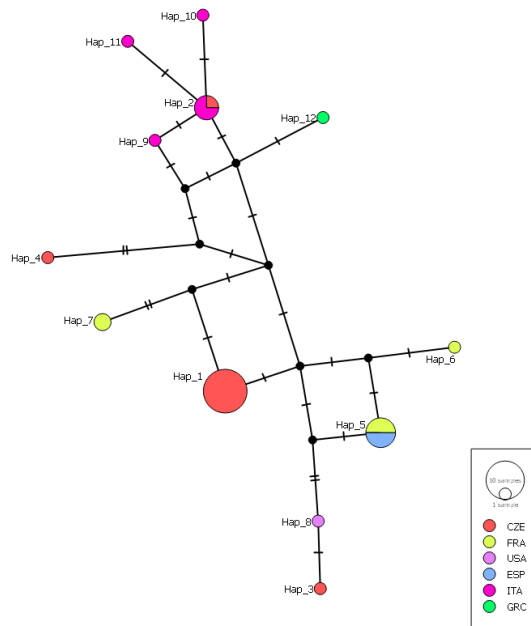 Hap_10
Hap_11
Hap_2
Hap_12
Hap_9
Hap_4
Hap_7
Hap_6
Hap_1
Hap_5
10 samples
1 sample
Hap_8
CZE
FRA
USA
ESP
ITA
GRC
Hap_3